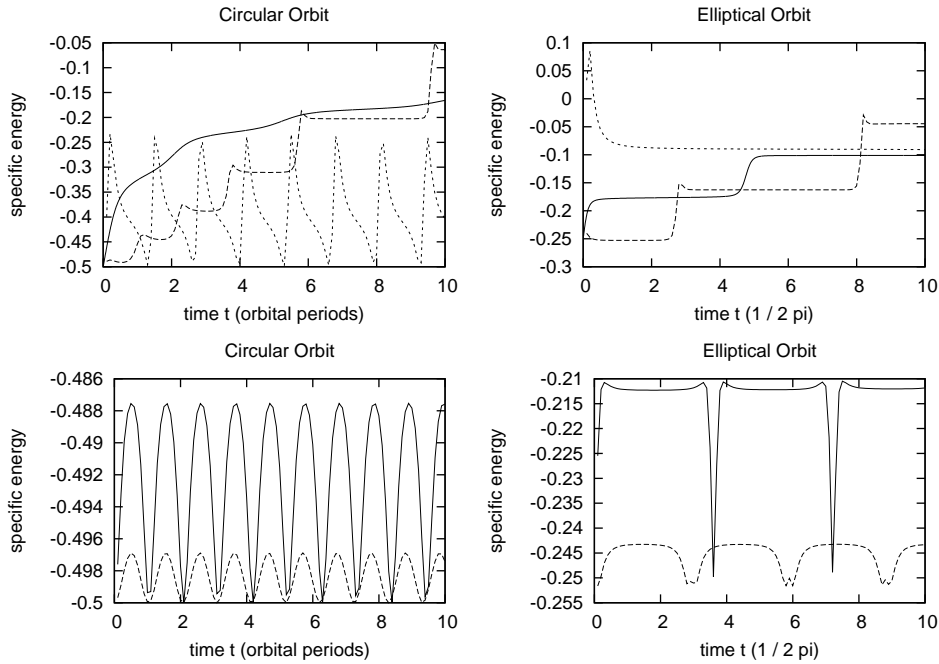 Circular Orbit
specific energy
-0.05
-0.1
-0.15
-0.2
-0.25
-0.3
-0.35
-0.4
-0.45
-0.5
0 2 4 6 8 10
time t (orbital periods)
Elliptical Orbit
specific energy
0.1
0.05
0
-0.05
-0.1
-0.15
-0.2
-0.25
-0.3
0 2 4 6 8 10
time t (1 / 2 pi)
Circular Orbit
specific energy
-0.486
-0.488
-0.49
-0.492
-0.494
-0.496
-0.498
-0.5
0 2 4 6 8 10
time t (orbital periods)
Elliptical Orbit
specific energy
-0.21
-0.215
-0.22
-0.225
-0.23
-0.235
-0.24
-0.245
-0.25
-0.255
0 2 4 6 8 10
time t (1 / 2 pi)